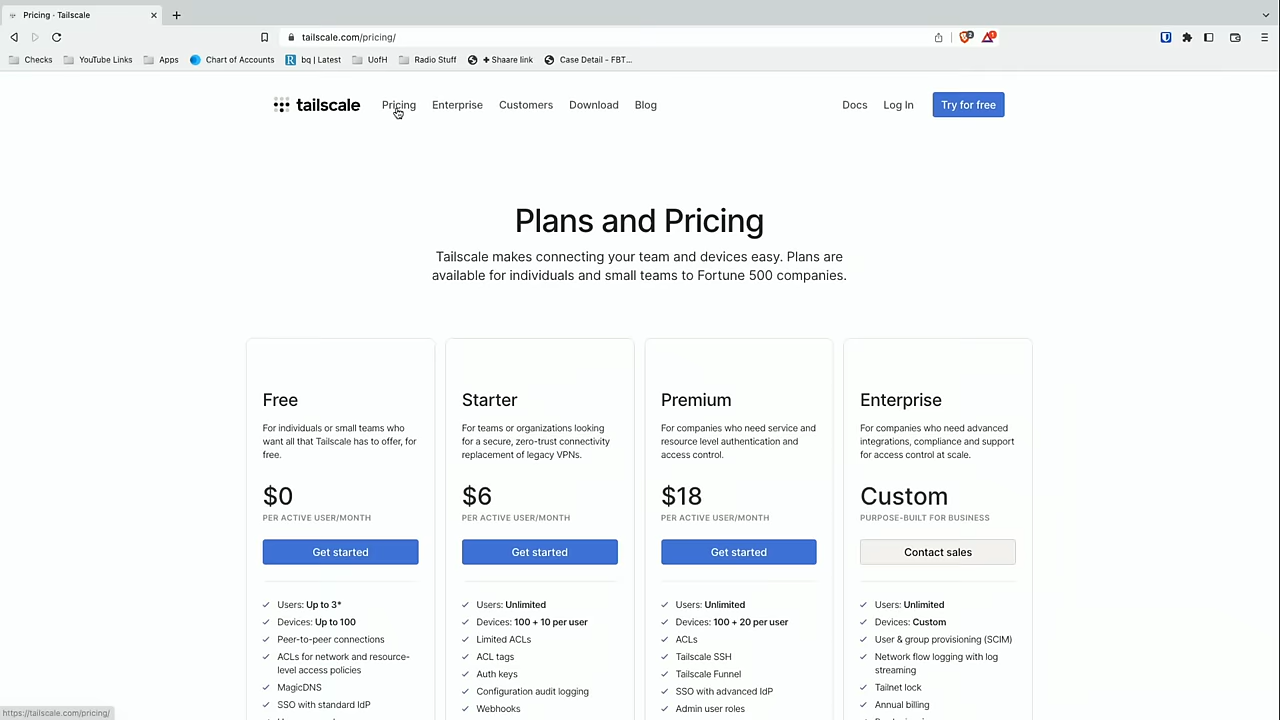 Pricing · Tailscale
tailscale.com/pricing/
Checks
YouTube Links
Apps
Chart of Accounts
bq | Latest
UofH
Radio Stuff
✚ Shaare link
Case Detail - FBT...
tailscale
Pricing
Enterprise
Customers
Download
Blog
Docs
Log In
Try for free
Plans and Pricing
Tailscale makes connecting your team and devices easy. Plans are
available for individuals and small teams to Fortune 500 companies.
Free
For individuals or small teams who
want all that Tailscale has to offer, for
free.
$0
PER ACTIVE USER/MONTH
Get started
Users: Up to 3*
Devices: Up to 100
Peer-to-peer connections
ACLs for network and resource-
level access policies
MagicDNS
SSO with standard IdP
Starter
For teams or organizations looking
for a secure, zero-trust connectivity
replacement of legacy VPNs.
$6
PER ACTIVE USER/MONTH
Get started
Users: Unlimited
Devices: 100 + 10 per user
Limited ACLs
ACL tags
Auth keys
Configuration audit logging
Webhooks
Premium
For companies who need service and
resource level authentication and
access control.
$18
PER ACTIVE USER/MONTH
Get started
Users: Unlimited
Devices: 100 + 20 per user
ACLs
Tailscale SSH
Tailscale Funnel
SSO with advanced IdP
Admin user roles
Enterprise
For companies who need advanced
integrations, compliance and support
for access control at scale.
Custom
PURPOSE-BUILT FOR BUSINESS
Contact sales
Users: Unlimited
Devices: Custom
User & group provisioning (SCIM)
Network flow logging with log
streaming
Tailnet lock
Annual billing
https://tailscale.com/pricing/